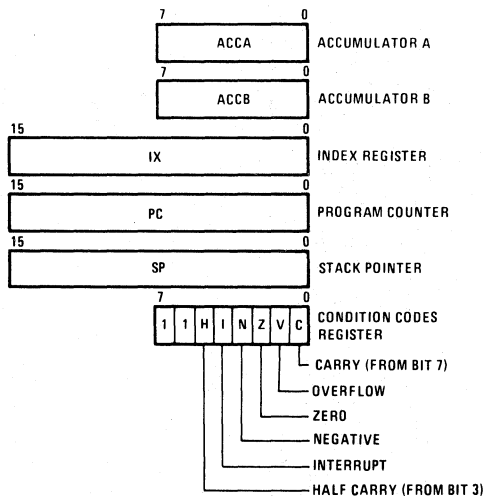 7 0
ACCA ACCUMULATOR A
7 0
ACCB ACCUMULATOR B
15 0
IX INDEX REGISTER
15 0
PC PROGRAM COUNTER
15 0
SP STACK POINTER
7 0
1 1 H I N Z V C CONDITION CODES
REGISTER
CARRY (FROM BIT 7)
OVERFLOW
ZERO
NEGATIVE
INTERRUPT
HALF CARRY (FROM BIT 3)